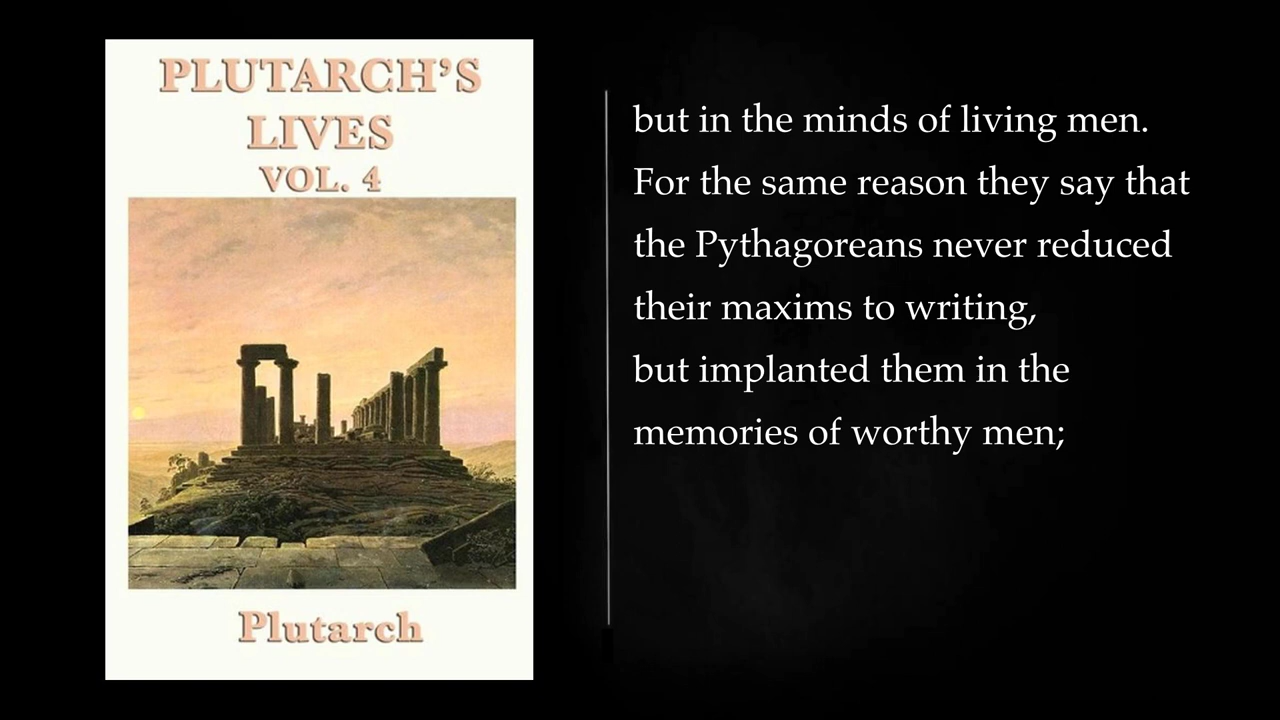 PLUTARCH'S
LIVES
VOL. 4
Plutarch
but in the minds of living men.
For the same reason they say that
the Pythagoreans never reduced
their maxims to writing,
but implanted them in the
memories of worthy men;